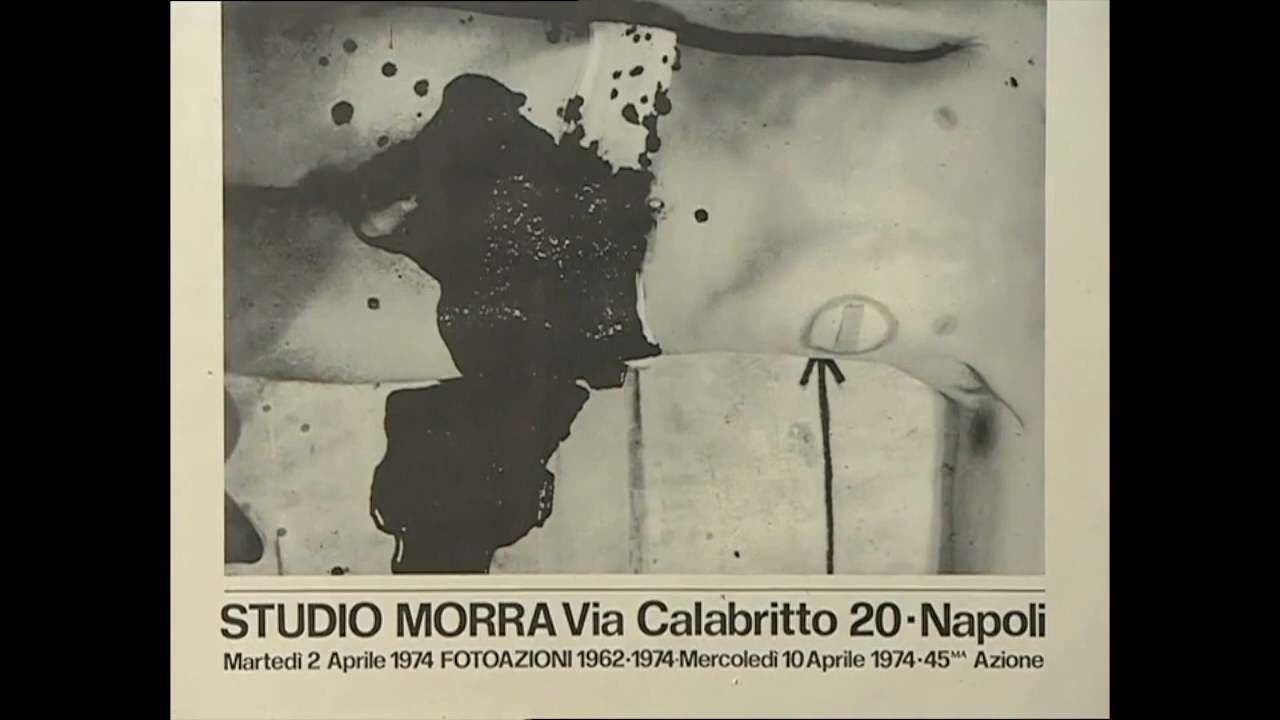 STUDIO MORRA Via Calabritto 20·Napoli
Martedì 2 Aprile 1974 FOTOAZIONI 1962·1974·Mercoledì 10 Aprile 1974·45ᴹᴬ Azione